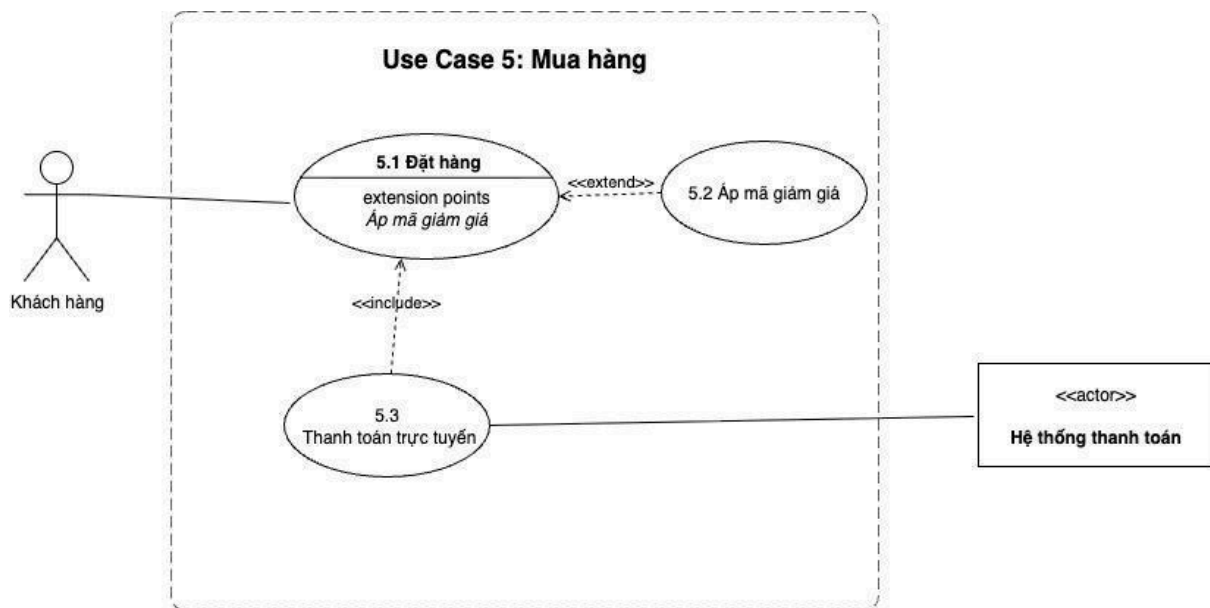 Use Case 5: Mua hàng
5.1 Đặt hàng
extension points
Áp mã giảm giá
<<extend>>
5.2 Áp mã giảm giá
Khách hàng
<<include>>
5.3
Thanh toán trực tuyến
<<actor>>
Hệ thống thanh toán